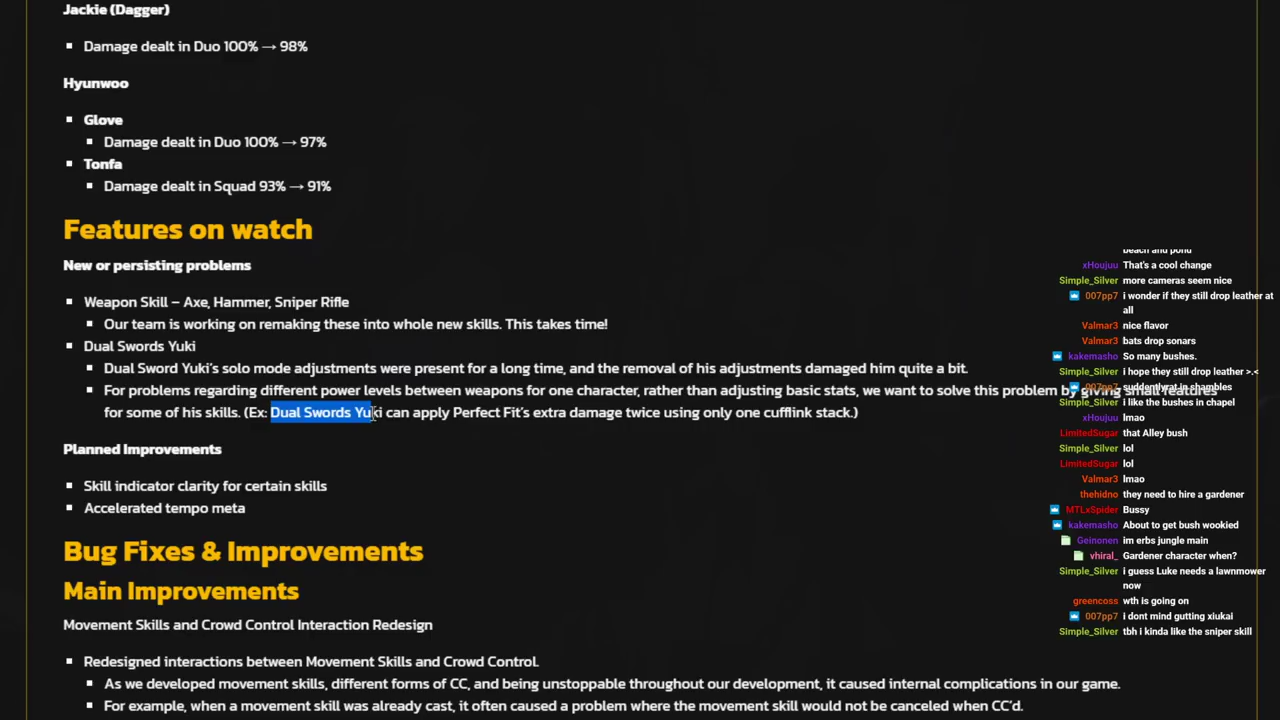 Jackie (Dagger)
Damage dealt in Duo 100% → 98%
Hyunwoo
Glove
Damage dealt in Duo 100% → 97%
Tonfa
Damage dealt in Squad 93% → 91%
Features on watch
New or persisting problems
Weapon Skill – Axe, Hammer, Sniper Rifle
Our team is working on remaking these into whole new skills. This takes time!
Dual Swords Yuki
Dual Sword Yuki's solo mode adjustments were present for a long time, and the removal of his adjustments damaged him quite a bit.
For problems regarding different power levels between weapons for one character, rather than adjusting basic stats, we want to solve this problem by giving small features
for some of his skills. (Ex: Dual Swords Yuki can apply Perfect Fit's extra damage twice using only one cufflink stack.)
Planned Improvements
Skill indicator clarity for certain skills
Accelerated tempo meta
Bug Fixes & Improvements
Main Improvements
Movement Skills and Crowd Control Interaction Redesign
Redesigned interactions between Movement Skills and Crowd Control.
As we developed movement skills, different forms of CC, and being unstoppable throughout our development, it caused internal complications in our game.
For example, when a movement skill was already cast, it often caused a problem where the movement skill would not be canceled when CC'd.
beach and pond
xHoujuu That's a cool change
Simple_Silver more cameras seem nice
007pp7 i wonder if they still drop leather at
all
Valmar3 nice flavor
Valmar3 bats drop sonars
kakemasho So many bushes.
Simple_Silver i hope they still drop leather >.<
007pp7 suddenlyrat in shambles
Simple_Silver i like the bushes in chapel
xHoujuu lmao
LimitedSugar that Alley bush
Simple_Silver lol
LimitedSugar lol
Valmar3 lmao
thehidno they need to hire a gardener
MTLxSpider Bussy
kakemasho About to get bush wookied
Geinonen im erbs jungle main
vhiral_ Gardener character when?
Simple_Silver i guess Luke needs a lawnmower
now
greencoss wth is going on
007pp7 i dont mind gutting xiukai
Simple_Silver tbh i kinda like the sniper skill